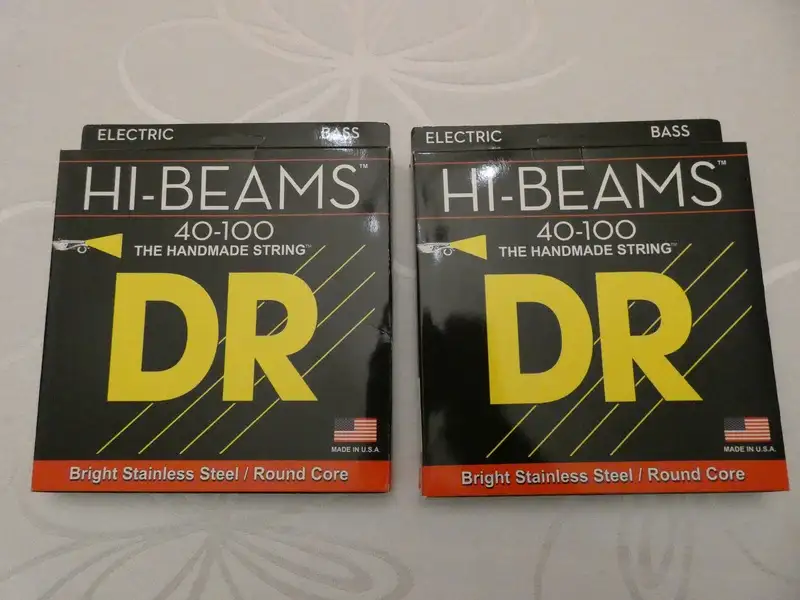 ELECTRIC BASS
HI-BEAMS™
40-100
THE HANDMADE STRING™
DR
MADE IN U.S.A.
Bright Stainless Steel / Round Core
ELECTRIC BASS
HI-BEAMS™
40-100
THE HANDMADE STRING™
DR
MADE IN U.S.A.
Bright Stainless Steel / Round Core